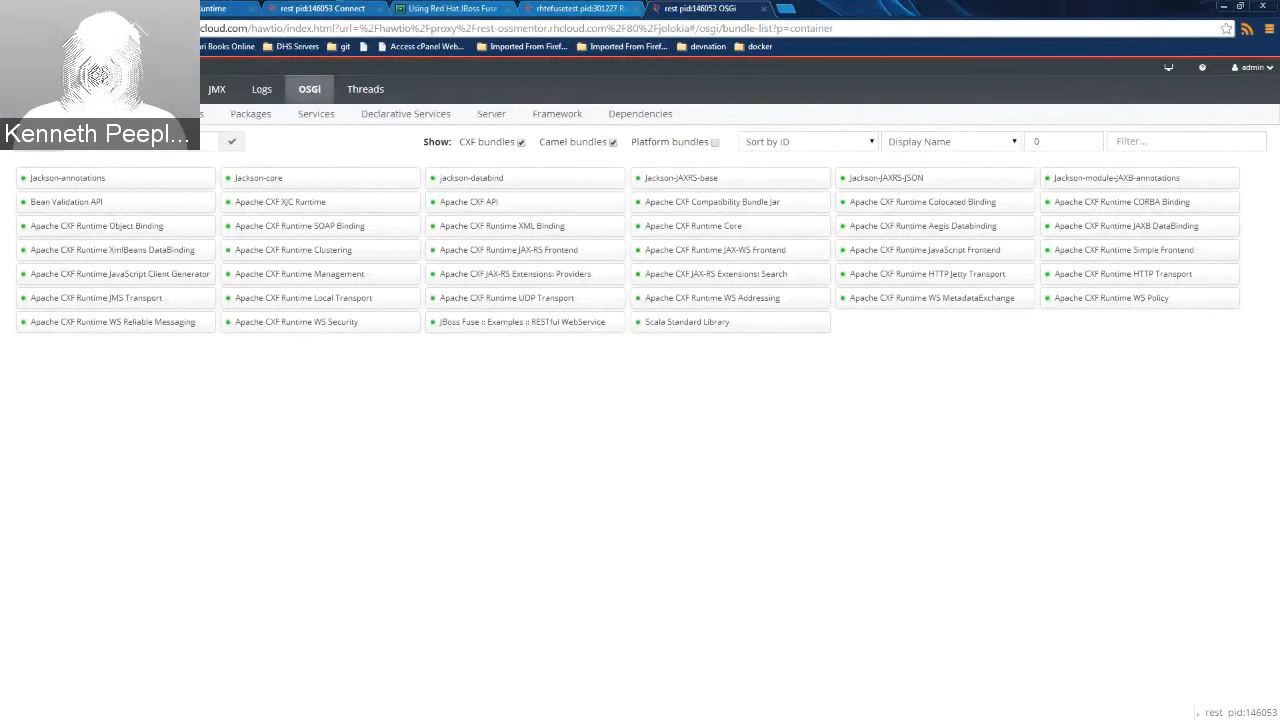 untime
rest pid:146053 Connect
Using Red Hat JBoss Fuse
rhtefusetest pid:301227 R
rest pid:146053 OSGi
cloud.com/hawtio/index.html?url=%2Fhawtio%2Fproxy%2Frest-ossmentor.rhcloud.com%2F80%2Fjolokia#/osgi/bundle-list?p=container
ari Books Online
DHS Servers
git
Access cPanel Web...
Imported From Firef...
Imported From Firef...
devnation
docker
admin
JMX
Logs
OSGi
Threads
s
Packages
Services
Declarative Services
Server
Framework
Dependencies
Kenneth Peepl...
Show: CXF bundles Camel bundles Platform bundles
Sort by ID
Display Name
0
Filter...
Jackson-annotations
Jackson-core
jackson-databind
Jackson-JAXRS-base
Jackson-JAXRS-JSON
Jackson-module-JAXB-annotations
Bean Validation API
Apache CXF XJC Runtime
Apache CXF API
Apache CXF Compatibility Bundle Jar
Apache CXF Runtime Colocated Binding
Apache CXF Runtime CORBA Binding
Apache CXF Runtime Object Binding
Apache CXF Runtime SOAP Binding
Apache CXF Runtime XML Binding
Apache CXF Runtime Core
Apache CXF Runtime Aegis Databinding
Apache CXF Runtime JAXB DataBinding
Apache CXF Runtime XmlBeans DataBinding
Apache CXF Runtime Clustering
Apache CXF Runtime JAX-RS Frontend
Apache CXF Runtime JAX-WS Frontend
Apache CXF Runtime JavaScript Frontend
Apache CXF Runtime Simple Frontend
Apache CXF Runtime JavaScript Client Generator
Apache CXF Runtime Management
Apache CXF JAX-RS Extensions: Providers
Apache CXF JAX-RS Extensions: Search
Apache CXF Runtime HTTP Jetty Transport
Apache CXF Runtime HTTP Transport
Apache CXF Runtime JMS Transport
Apache CXF Runtime Local Transport
Apache CXF Runtime UDP Transport
Apache CXF Runtime WS Addressing
Apache CXF Runtime WS MetadataExchange
Apache CXF Runtime WS Policy
Apache CXF Runtime WS Reliable Messaging
Apache CXF Runtime WS Security
JBoss Fuse :: Examples :: RESTful WebService
Scala Standard Library
rest pid:146053